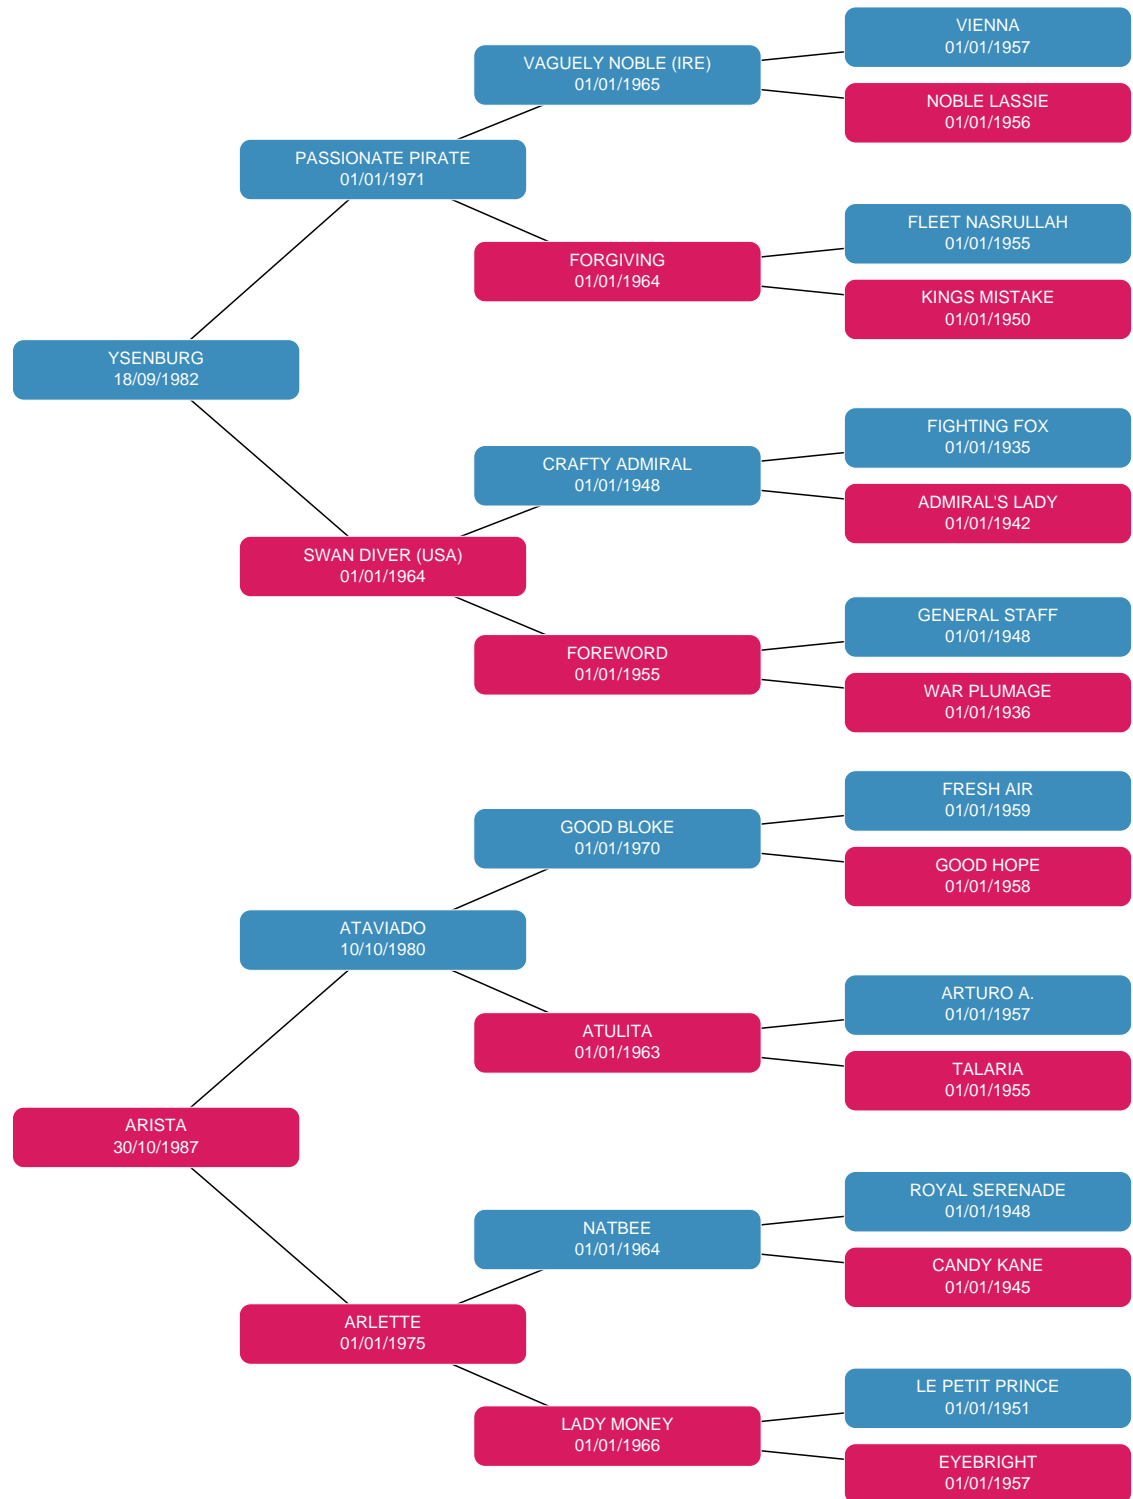 VIENNA
01/01/1957
VAGUELY NOBLE (IRE)
01/01/1965
NOBLE LASSIE
01/01/1956
PASSIONATE PIRATE
01/01/1971
FLEET NASRULLAH
01/01/1955
FORGIVING
01/01/1964
KINGS MISTAKE
01/01/1950
YSENBURG
18/09/1982
FIGHTING FOX
01/01/1935
CRAFTY ADMIRAL
01/01/1948
ADMIRAL'S LADY
01/01/1942
SWAN DIVER (USA)
01/01/1964
GENERAL STAFF
01/01/1948
FOREWORD
01/01/1955
WAR PLUMAGE
01/01/1936
FRESH AIR
01/01/1959
GOOD BLOKE
01/01/1970
GOOD HOPE
01/01/1958
ATAVIADO
10/10/1980
ARTURO A.
01/01/1957
ATULITA
01/01/1963
TALARIA
01/01/1955
ARISTA
30/10/1987
ROYAL SERENADE
01/01/1948
NATBEE
01/01/1964
CANDY KANE
01/01/1945
ARLETTE
01/01/1975
LE PETIT PRINCE
01/01/1951
LADY MONEY
01/01/1966
EYEBRIGHT
01/01/1957